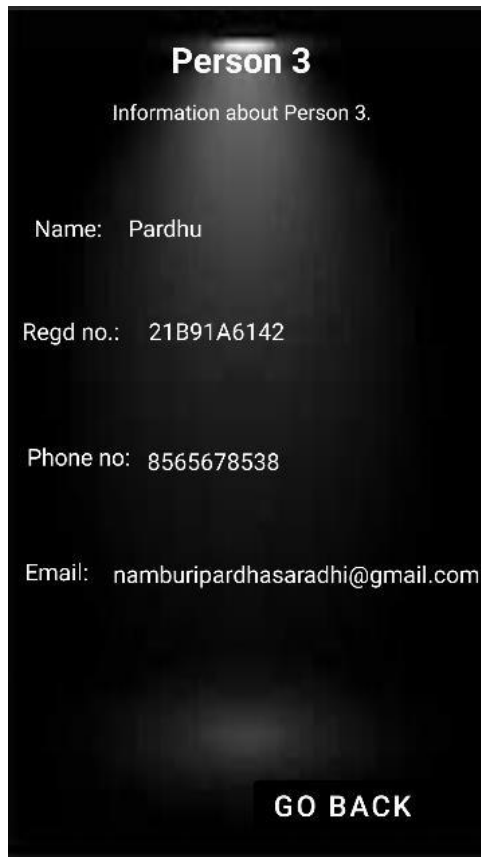 Person 3
Information about Person 3.
Name: Pardhu
Regd no.: 21B91A6142
Phone no: 8565678538
Email: namburipardhasaradhi@gmail.com
GO BACK